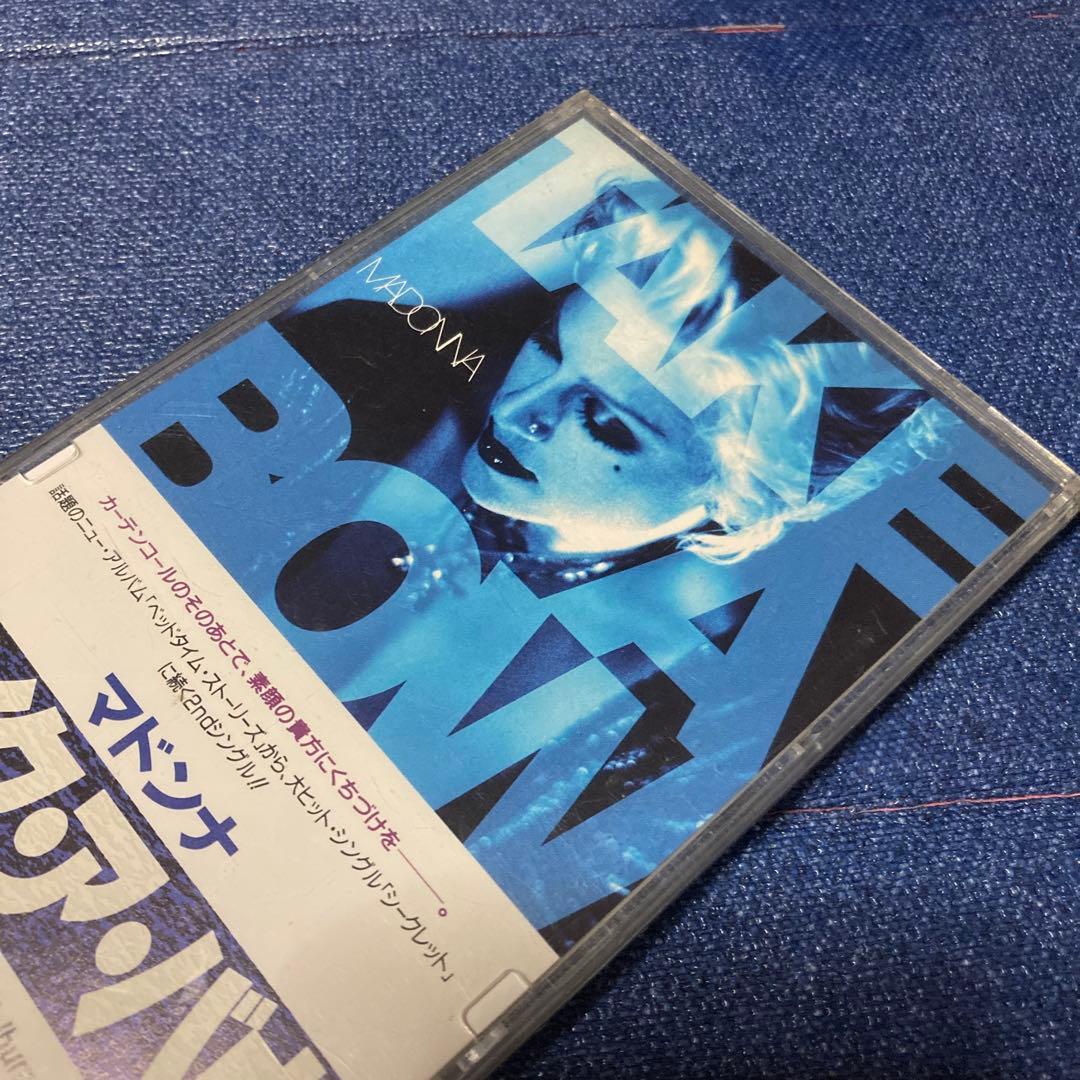 TAKE
A
BOW
MADONNA
カーテンコールのそのあとで、素顔の貴方にくちづけを――。
話題のニュー・アルバム「ベッドタイム・ストーリーズ」から、大ヒット・シングル「シークレット」
に続く2ndシングル!!
マドンナ
イク・ア・バ